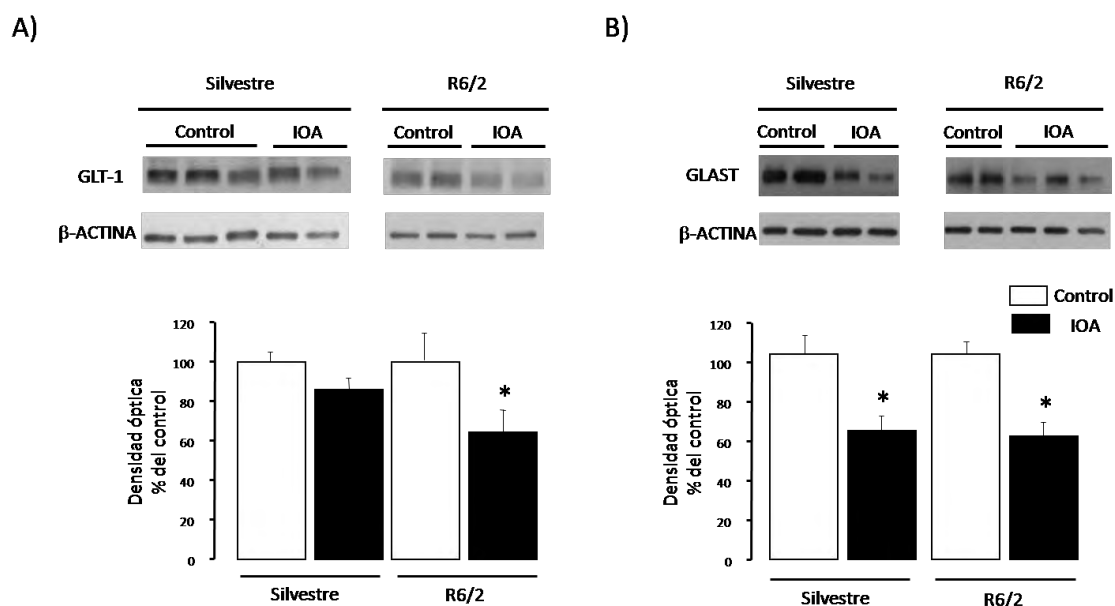 A)
Silvestre
R6/2
Control
IOA
Control
IOA
GLT-1
β-ACTINA
Densidad óptica
% del control
120
100
80
60
40
20
0
*
Silvestre
R6/2
B)
Silvestre
R6/2
Control
IOA
Control
IOA
GLAST
β-ACTINA
Control
IOA
Densidad óptica
% del control
120
100
80
60
40
20
0
*
*
Silvestre
R6/2